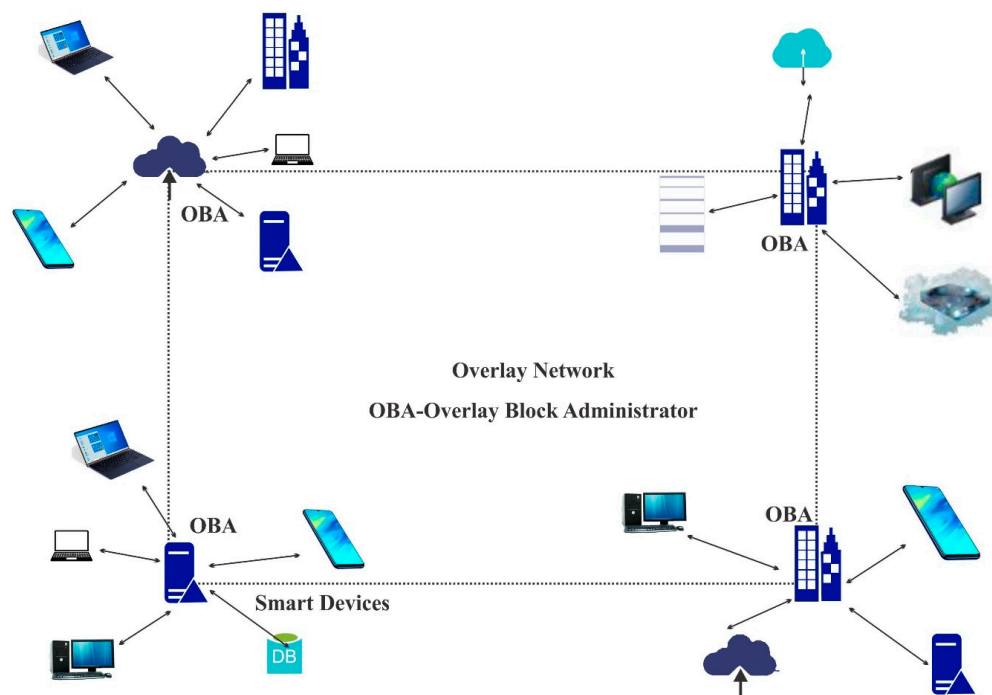 OBA
OBA
Overlay Network
OBA-Overlay Block Administrator
OBA
OBA
Smart Devices
DB